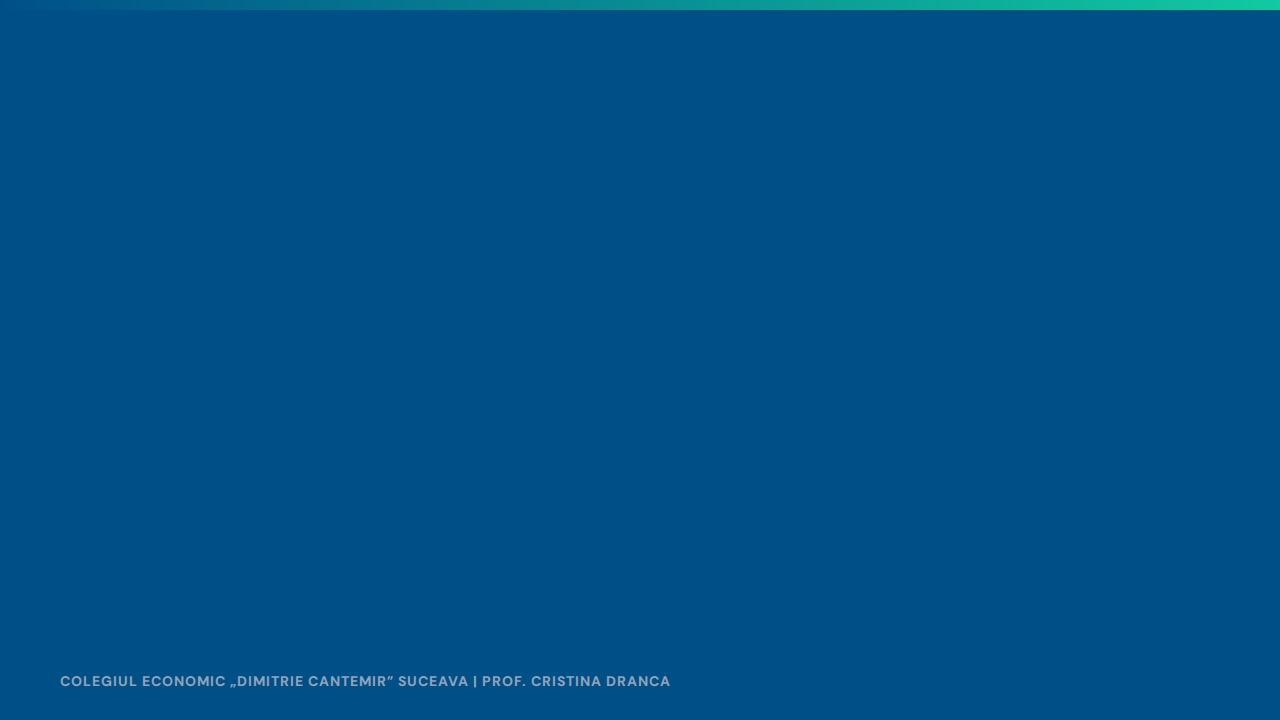 COLEGIUL ECONOMIC „DIMITRIE CANTEMIR” SUCEAVA | PROF. CRISTINA DRANCA